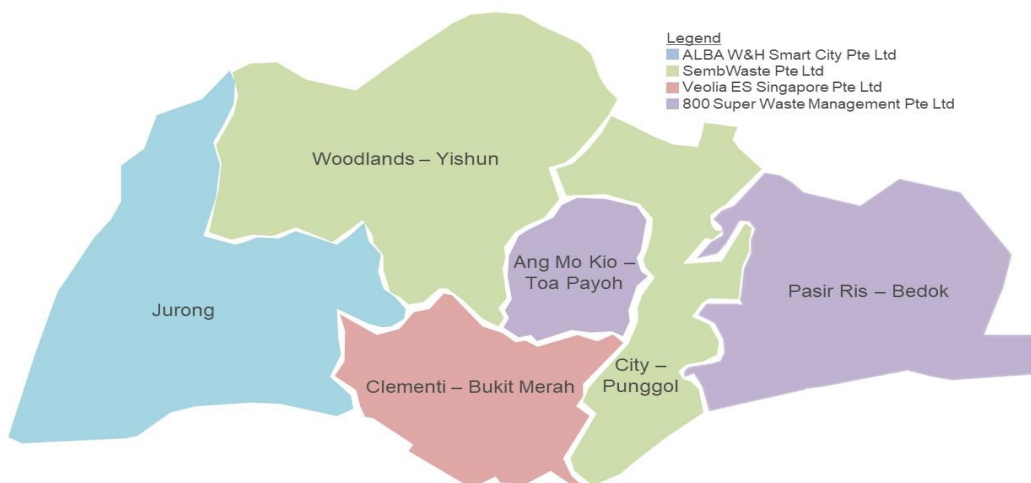 Legend
ALBA W&H Smart City Pte Ltd
SembWaste Pte Ltd
Veolia ES Singapore Pte Ltd
800 Super Waste Management Pte Ltd
Woodlands – Yishun
Ang Mo Kio –
Toa Payoh
Pasir Ris – Bedok
Jurong
City –
Punggol
Clementi – Bukit Merah